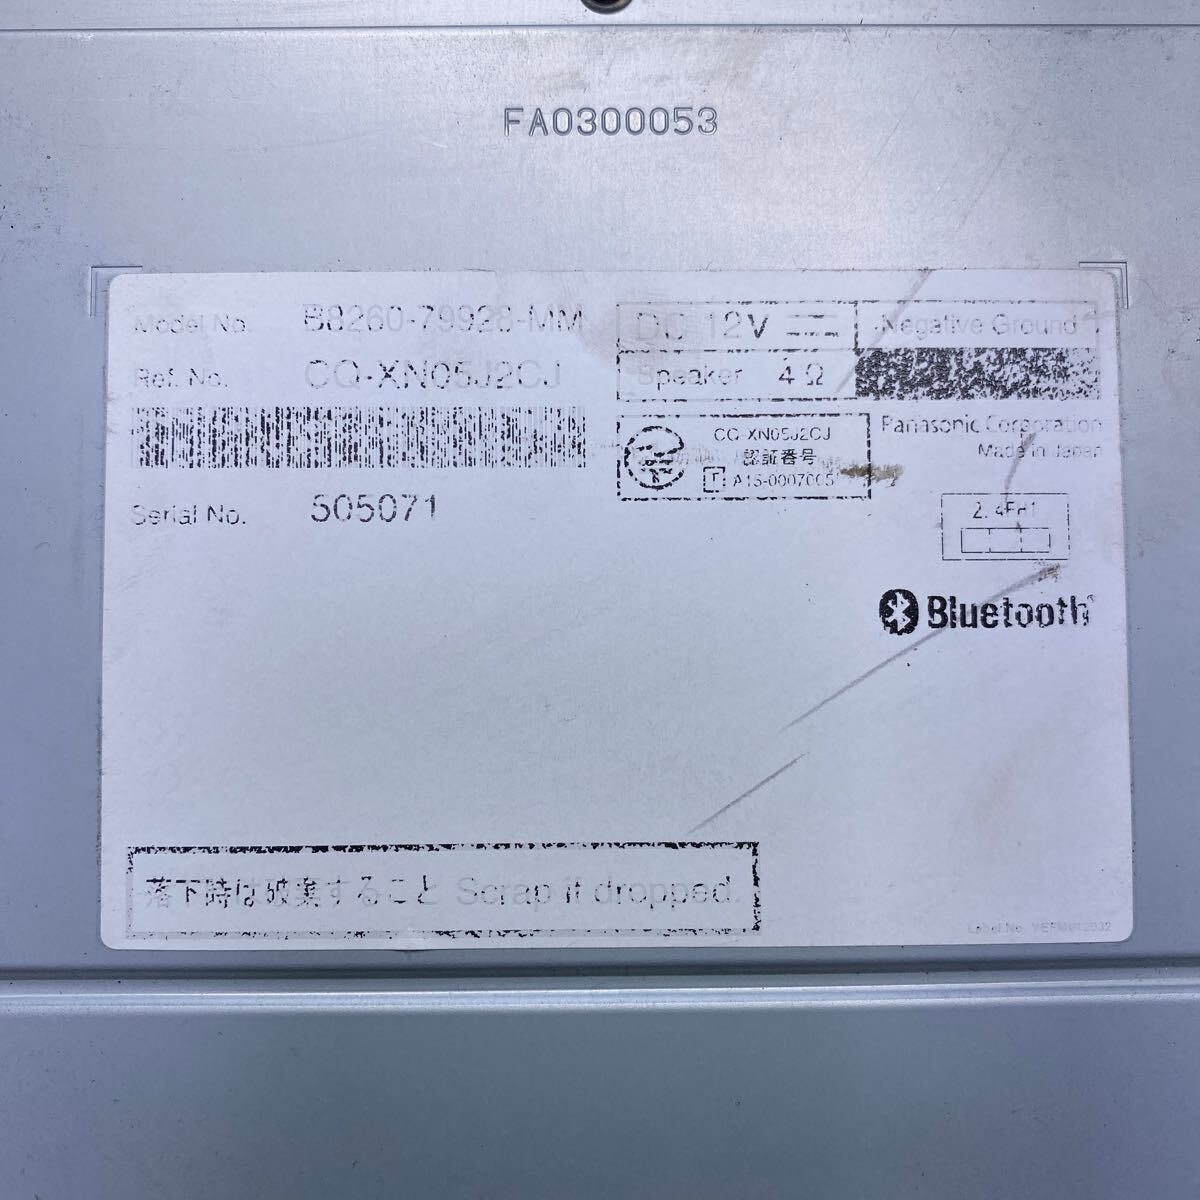 FA0300053
Model No. B8260-79928-MM
Ref. No. CQ-XN05J2CJ
Serial No. 505071
DC 12V
Negative Ground
Speaker 4 Ω
CQ-XN05J2CJ
認証番号
T A15-0007005
Panasonic Corporation
Made in Japan
2.4FH1
Bluetooth
落下時は破棄すること Scrap if dropped.
Label No. YEFM012032